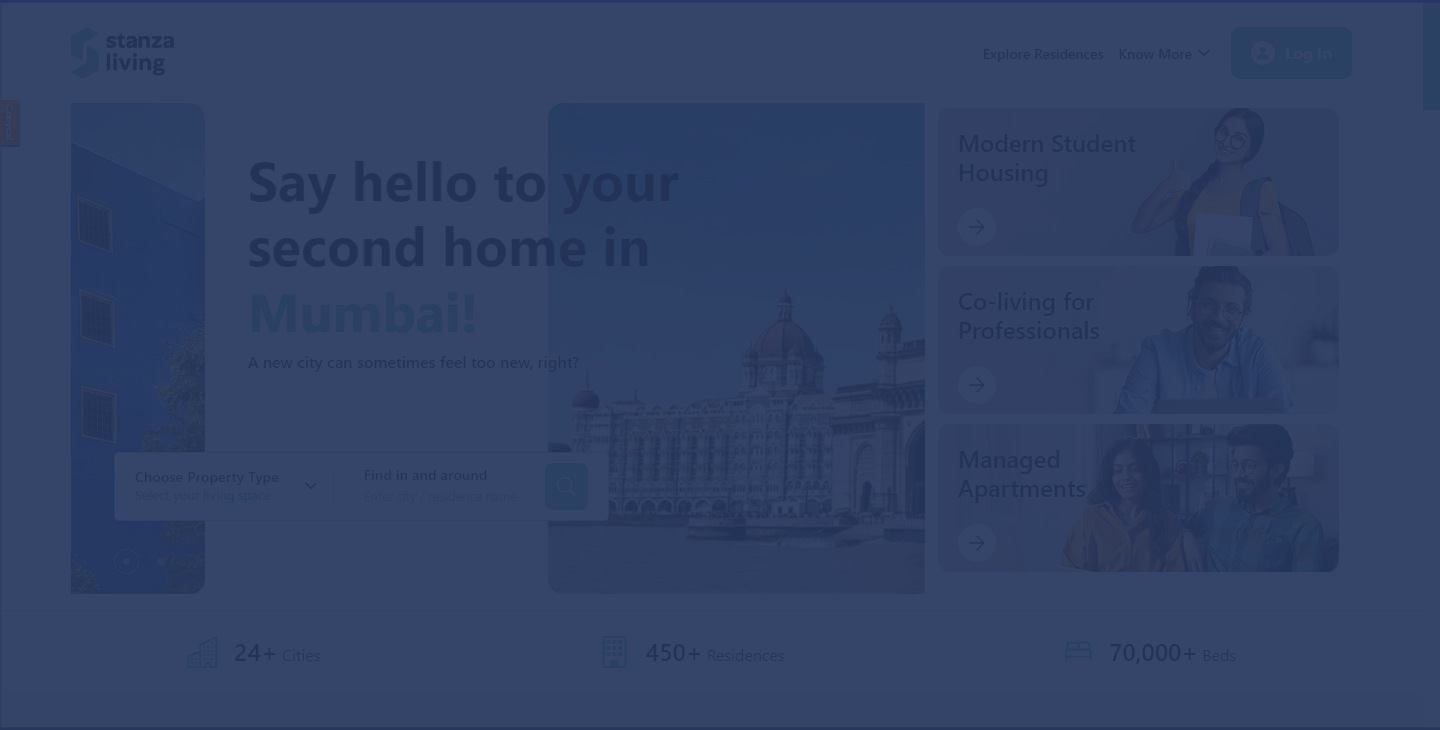 stanza
living
Explore Residences
Know More
Log In
Say hello to your
second home in
Mumbai!
A new city can sometimes feel too new, right?
Choose Property Type
Select your living space
Find in and around
Enter city / residence name
Modern Student
Housing
Co-living for
Professionals
Managed
Apartments
24+ Cities
450+ Residences
70,000+ Beds